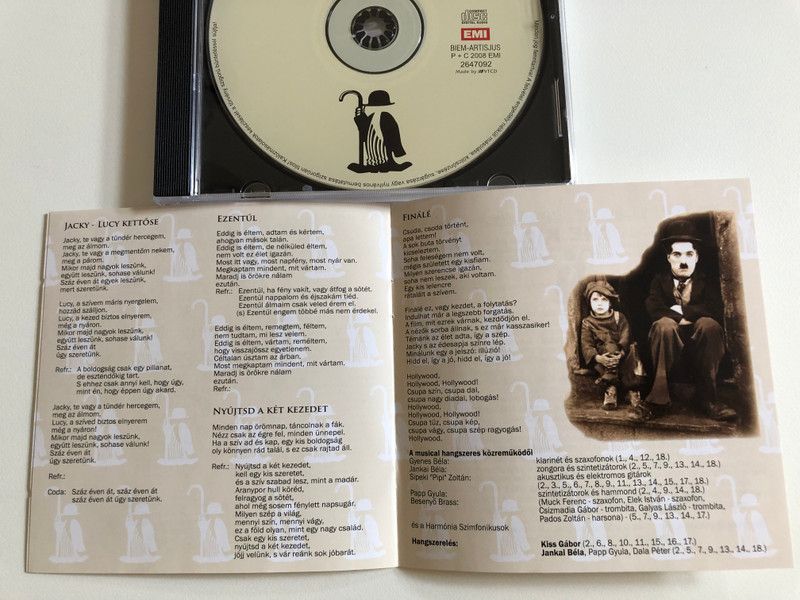 COMPACT
disc
DIGITAL AUDIO
EMI
BIEM-ARTISJUS
P + C 2008 EMI
2647092
Made by VTCD
JACKY - LUCY KETTŐSE
Jacky, te vagy a tündér hercegem,
meg az álmom.
Jacky, te vagy a megmentőm nekem,
meg a párom.
Mikor majd nagyok leszünk,
együtt leszünk, sohase válunk!
Száz éven át egyek leszünk,
mert szeretünk.
Lucy, a szívem máris nyergelem,
hozzád szálljon.
Lucy, a kezed biztos elnyerem,
még a nyáron.
Mikor majd nagyok leszünk,
együtt leszünk, sohase válunk!
Száz éven át
úgy szeretünk.
Refr.: A boldogság csak egy pillanat,
de esztendőkig tart.
S ehhez csak annyi kell, hogy úgy,
mint én, hogy éppen úgy akard.
Jacky, te vagy a tündér hercegem,
meg az álmom,
Lucy, a szíved biztos elnyerem
még a nyáron!
Mikor majd nagyok leszünk,
együtt leszünk, sohase válunk!
Száz éven át
úgy szeretünk.
Refr.:
Coda: Száz éven át, száz éven át
száz éven át úgy szeretünk.
EZENTÚL
Eddig is éltem, adtam és kértem,
ahogyan mások talán.
Eddig is éltem, de nélküled éltem,
nem volt ez élet igazán.
Most itt vagy, most napfény, most nyár van.
Megkaptam mindent, mit vártam.
Maradj is örökre nálam
ezután.
Refr.: Ezentúl, ha fény vakít, vagy átfog a sötét.
Ezentúl nappalom és éjszakám tiéd.
Ezentúl álmaim csak veled érem el.
(s) Ezentúl engem többé más nem érdekel.
Eddig is éltem, remegtem, féltem,
nem tudtam, mi lesz velem.
Eddig is éltem, vártam, reméltem,
hogy visszajössz egyetlenem.
Céltalan úsztam az árban.
Most megkaptam mindent, mit vártam.
Maradj is örökre nálam
ezután.
Refr.:
NYÚJTSD A KÉT KEZEDET
Minden nap örömnap, táncolnak a fák.
Nézz csak az égre fel, minden ünnepel.
Ha a szív ad és kap, egy kis boldogság
oly könnyen rád talál, s ez csak rajtad áll.
Refr.: Nyújtsd a két kezedet,
kell egy kis szeretet,
és a szív szabad lesz, mint a madár.
Aranypor hull köréd,
felragyog a sötét,
ahol még sosem fénylett napsugár.
Milyen szép a világ,
mennyi szín, mennyi vágy,
ez a föld olyan, mint egy nagy család.
Csak egy kis szeretet,
nyújtsd a két kezedet,
jöjj velünk, s vár reánk sok jóbarát.
FINÁLÉ
Csuda, csoda történt,
apa lettem!
A sok buta törvényt
kicseleztem.
Soha feleségem nem volt,
mégis született egy kisfiam.
Milyen szerencse igazán,
soha nem leszek, aki voltam.
Egy kis jelenem
rátalált a szívem.
Finálé ez, vagy kezdet, a folytatás?
Indulhat már a legszebb forgatás.
A film, mit ezrek várnak, kezdődjön el.
A nézők sorba állnak, s ez már kasszasiker!
Témánk az élet adta, így a szép.
Jacky s az édesapja színre lép.
Minálunk egy a jelszó: illúzió!
Hidd el, így a jó, hidd el, így a jó!
Hollywood,
Hollywood, Hollywood!
Csupa szín, csupa dal,
csupa nagy diadal, lobogás!
Hollywood,
Hollywood, Hollywood!
Csupa tűz, csupa kép,
csupa vágy, csupa szép ragyogás!
Hollywood.
A musical hangszeres közreműködői
Gyenes Béla: klarinét és szaxofonok (1., 4., 12., 18.)
Jankai Béla: zongora és szintetizátorok (2., 5., 7., 9., 13., 14., 18.)
Sipeki "Pipi" Zoltán: akusztikus és elektromos gitárok
(2., 3., 5., 6., 7., 8., 9., 11., 13., 14., 15., 17., 18.)
Papp Gyula: szintetizátorok és hammond (2., 4., 9., 14., 18.)
Besenyő Brass: (Muck Ferenc - szaxofon, Elek István - szaxofon,
Csizmadia Gábor - trombita, Galyas László - trombita,
Pados Zoltán - harsona) - (5., 7., 9., 13., 14., 17.)
és a Harmónia Szimfonikusok
Hangszerelés: Kiss Gábor (2., 6., 8., 10., 11., 15., 16., 17.)
Jankai Béla, Papp Gyula, Dala Péter (2., 5., 7., 9., 13., 14., 18.)